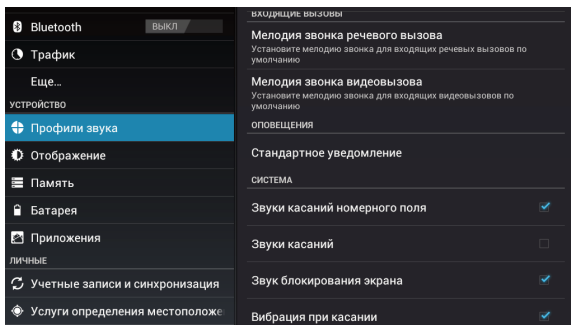 Bluetooth
ВЫКЛ
Трафик
Еще...
УСТРОЙСТВО
Профили звука
Отображение
Память
Батарея
Приложения
ЛИЧНЫЕ
Учетные записи и синхронизация
Услуги определения местоположе
ВХОДЯЩИЕ ВЫЗОВЫ
Мелодия звонка речевого вызова
Установите мелодию звонка для входящих речевых вызовов по
умолчанию
Мелодия звонка видеовызова
Установите мелодию звонка для входящих видеовызовов по
умолчанию
ОПОВЕЩЕНИЯ
Стандартное уведомление
СИСТЕМА
Звуки касаний номерного поля
Звуки касаний
Звук блокирования экрана
Вибрация при касании